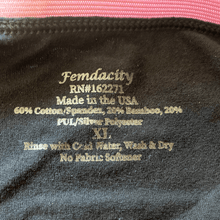 Femdacity
RN#162271
Made in the USA
60% Cotton/Spandex, 20% Bamboo, 20%
PUL/Silver Polyester
XL
Rinse with Cold Water, Wash & Dry
No Fabric Softener